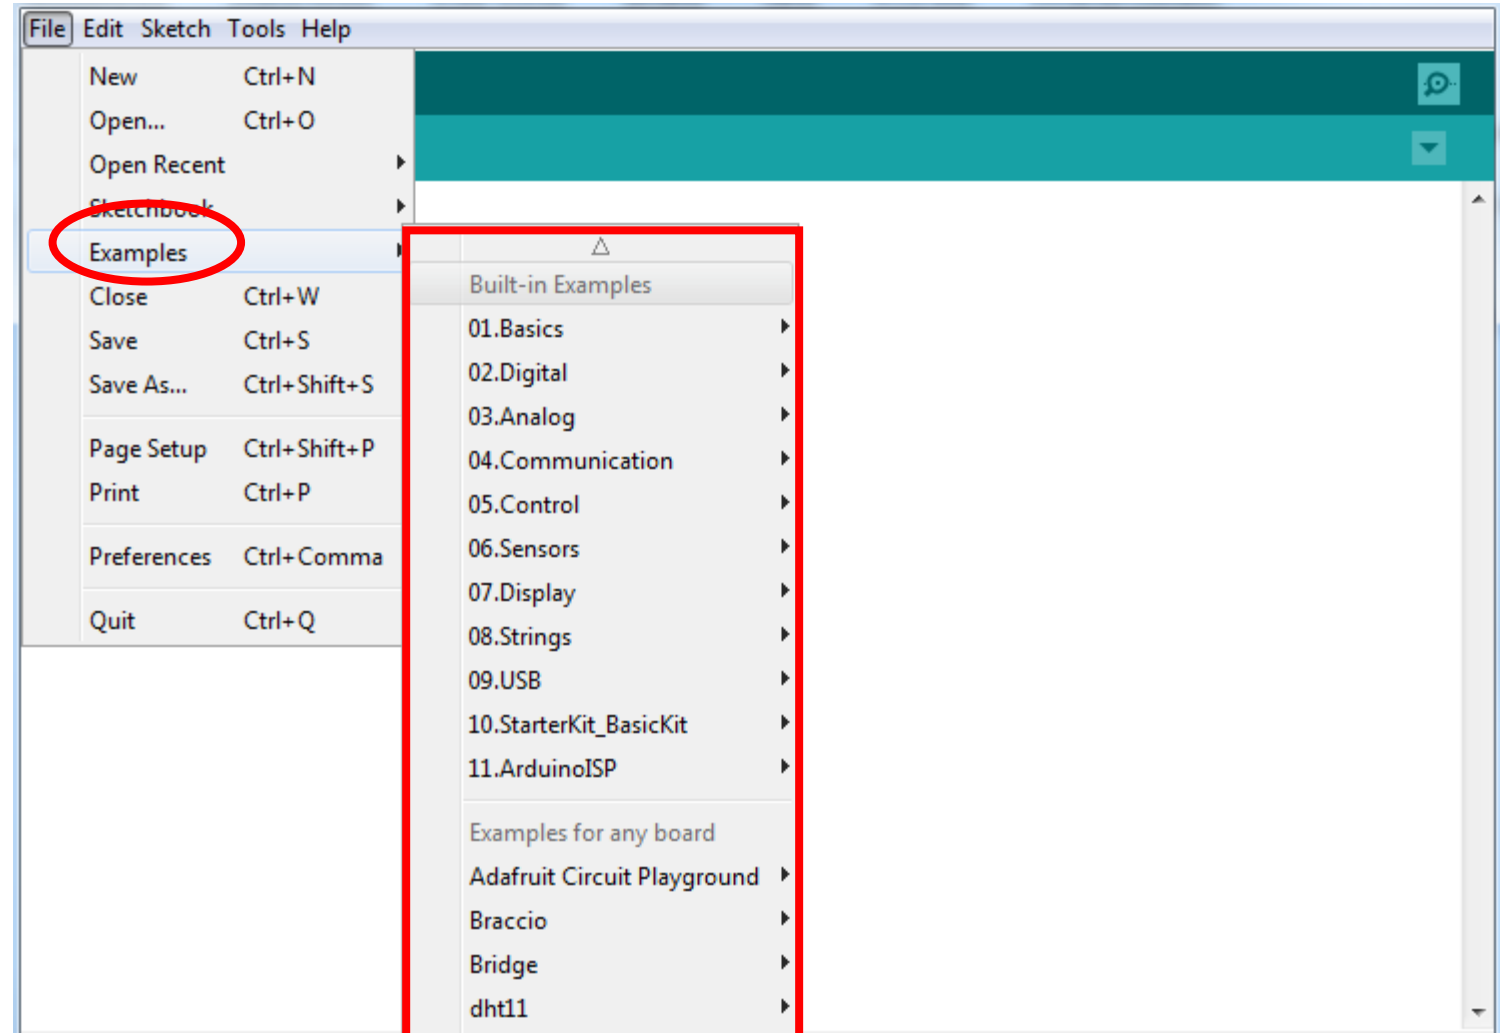 File Edit Sketch Tools Help
New Ctrl+N
Open... Ctrl+O
Open Recent
Sketchbook
Examples
Close Ctrl+W
Save Ctrl+S
Save As... Ctrl+Shift+S
Page Setup Ctrl+Shift+P
Print Ctrl+P
Preferences Ctrl+Comma
Quit Ctrl+Q
Built-in Examples
01.Basics
02.Digital
03.Analog
04.Communication
05.Control
06.Sensors
07.Display
08.Strings
09.USB
10.StarterKit_BasicKit
11.ArduinoISP
Examples for any board
Adafruit Circuit Playground
Braccio
Bridge
dht11